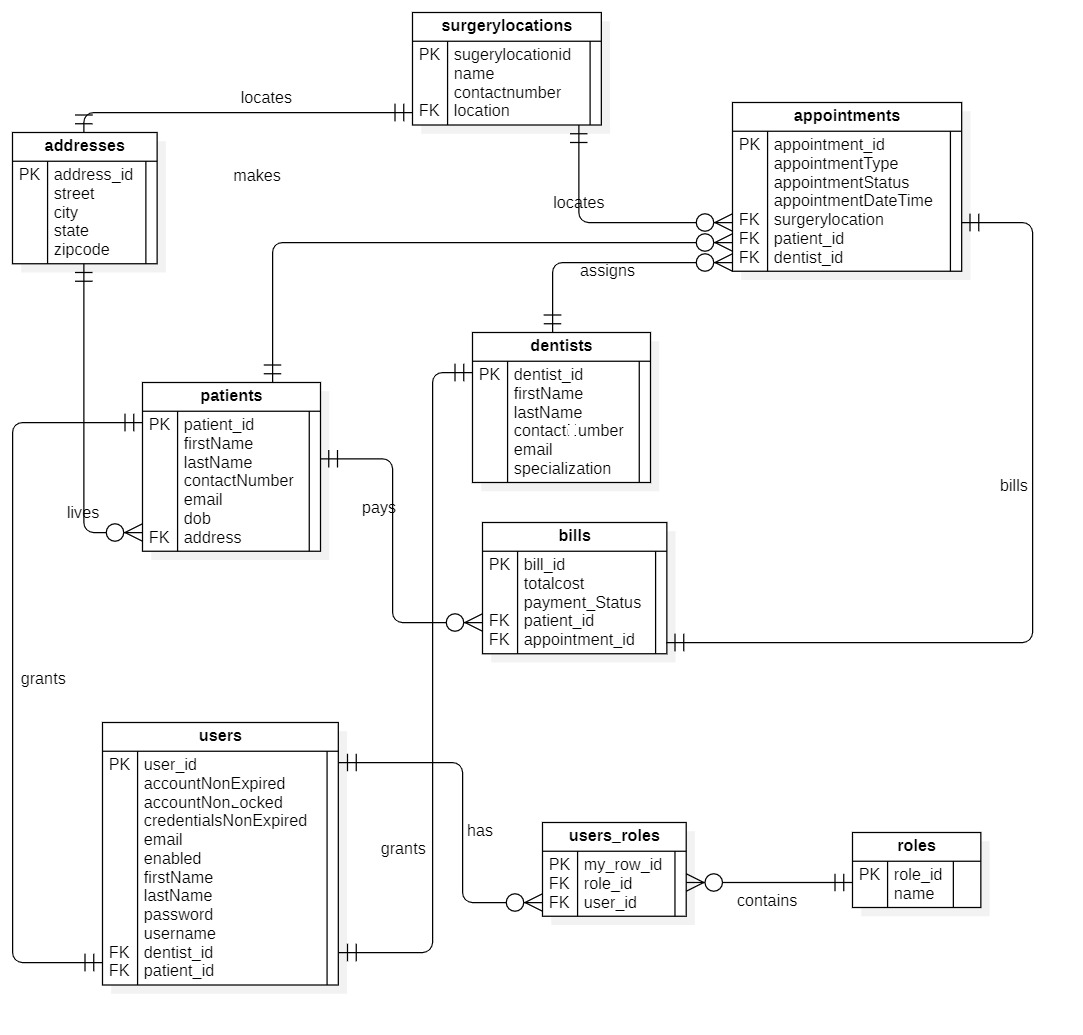 surgerylocations
PK sugerylocationid
name
contactnumber
FK location
locates
addresses
PK address_id
street
city
state
zipcode
makes
appointments
PK appointment_id
appointmentType
appointmentStatus
appointmentDateTime
FK surgerylocation
FK patient_id
FK dentist_id
locates
assigns
dentists
PK dentist_id
firstName
lastName
email
specialization
patients
PK patient_id
firstName
lastName
contactNumber
email
dob
FK address
lives
pays
bills
bills
PK bill_id
totalcost
payment_Status
FK patient_id
FK appointment_id
grants
users
PK user_id
accountNonExpired
accountNonLocked
credentialsNonExpired
email
enabled
firstName
lastName
password
username
FK dentist_id
FK patient_id
grants
has
users_roles
PK my_row_id
FK role_id
FK user_id
contains
roles
PK role_id
name